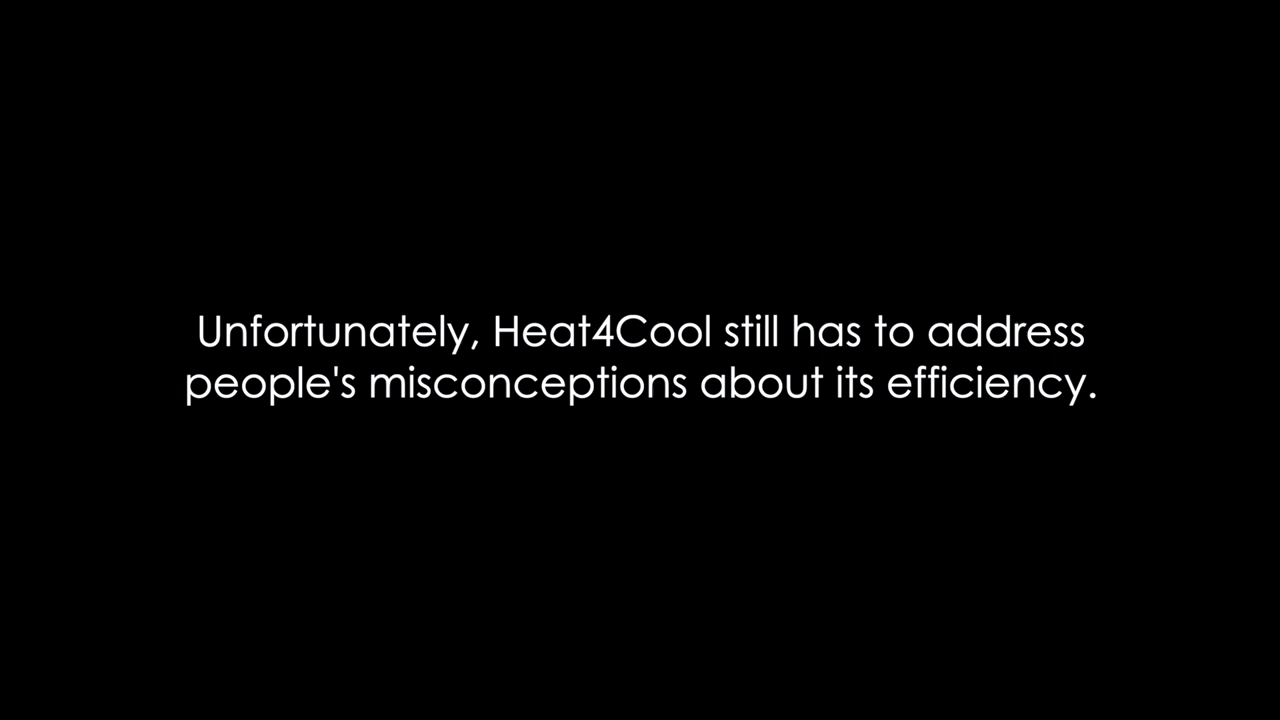 Unfortunately, Heat4Cool still has to address
people's misconceptions about its efficiency.